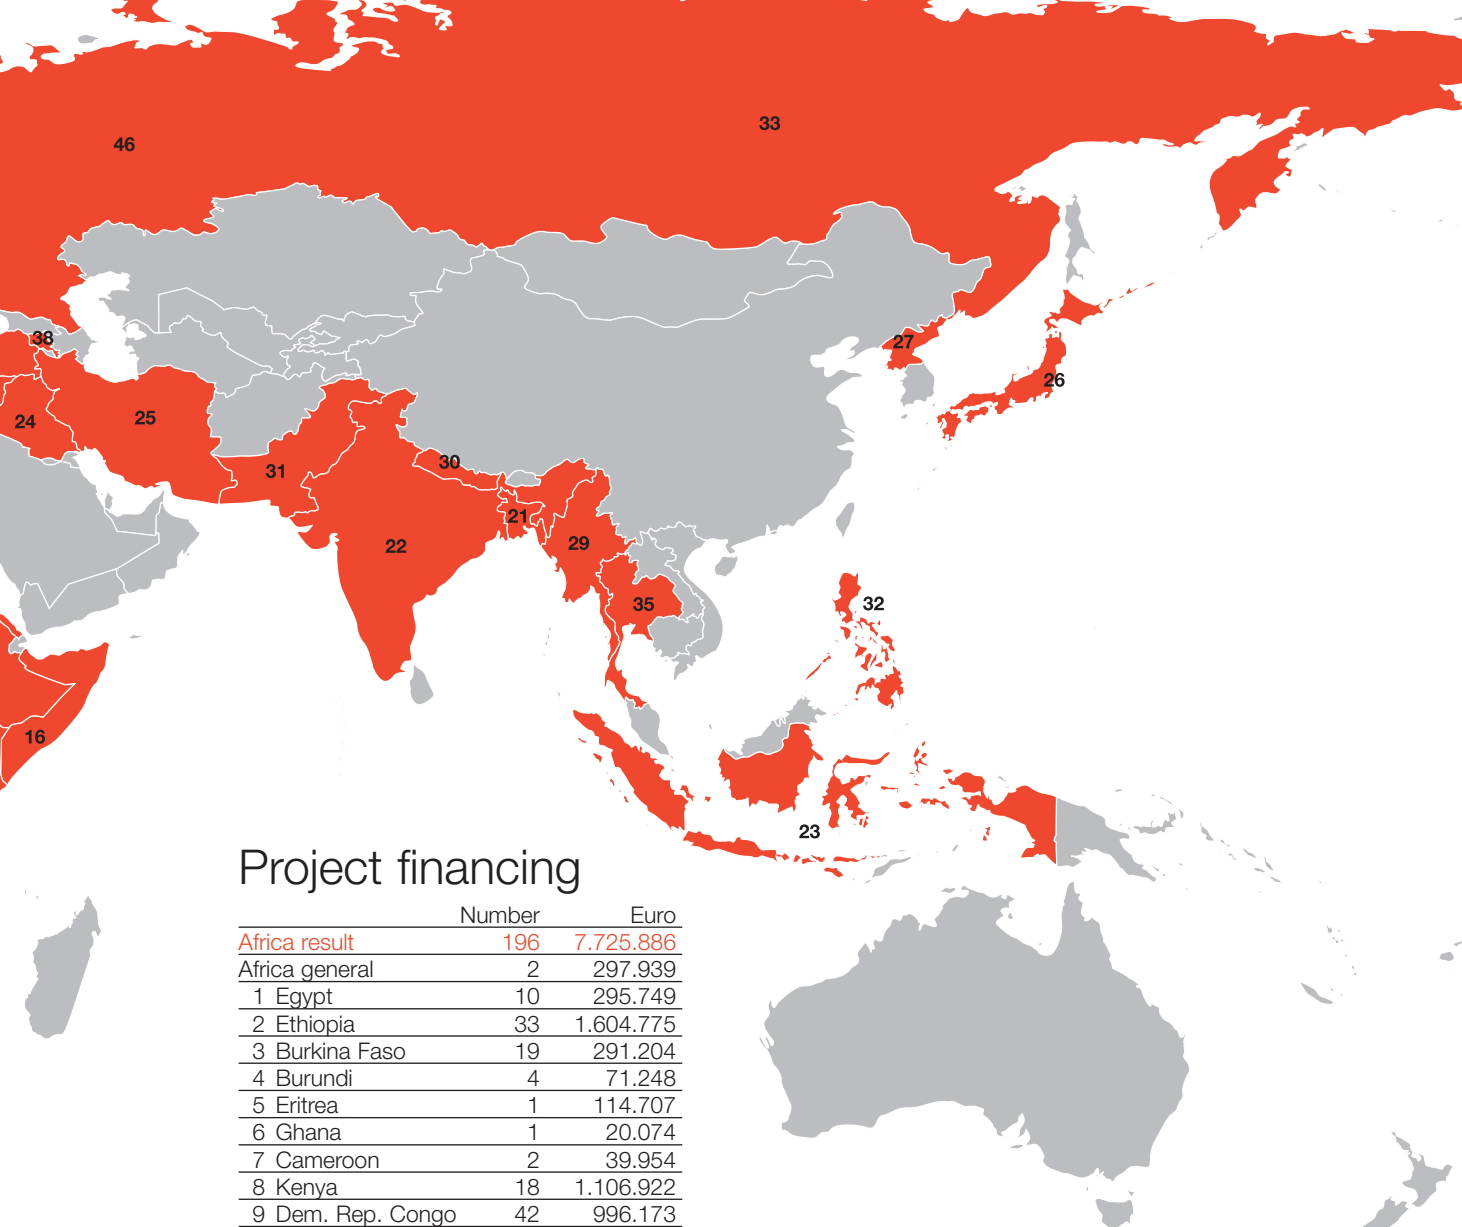 33
46
38
27
26
25
24
30
31
21
29
22
32
35
16
23
Project financing
Number Euro
Africa result 196 7.725.886
Africa general 2 297.939
1 Egypt 10 295.749
2 Ethiopia 33 1.604.775
3 Burkina Faso 19 291.204
4 Burundi 4 71.248
5 Eritrea 1 114.707
6 Ghana 1 20.074
7 Cameroon 2 39.954
8 Kenya 18 1.106.922
9 Dem. Rep. Congo 42 996.173